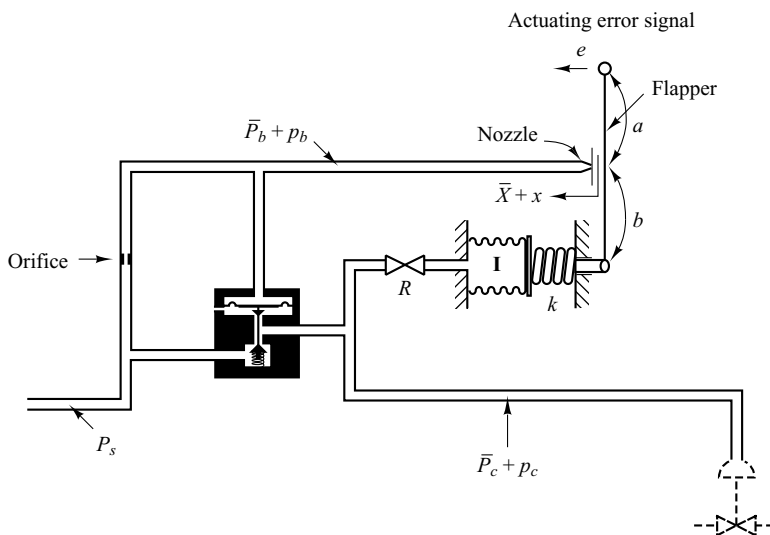 Actuating error signal
e
Flapper
a
P̅b + pb
Nozzle
X̅ + x
b
Orifice
I
R
k
Ps
P̅c + pc